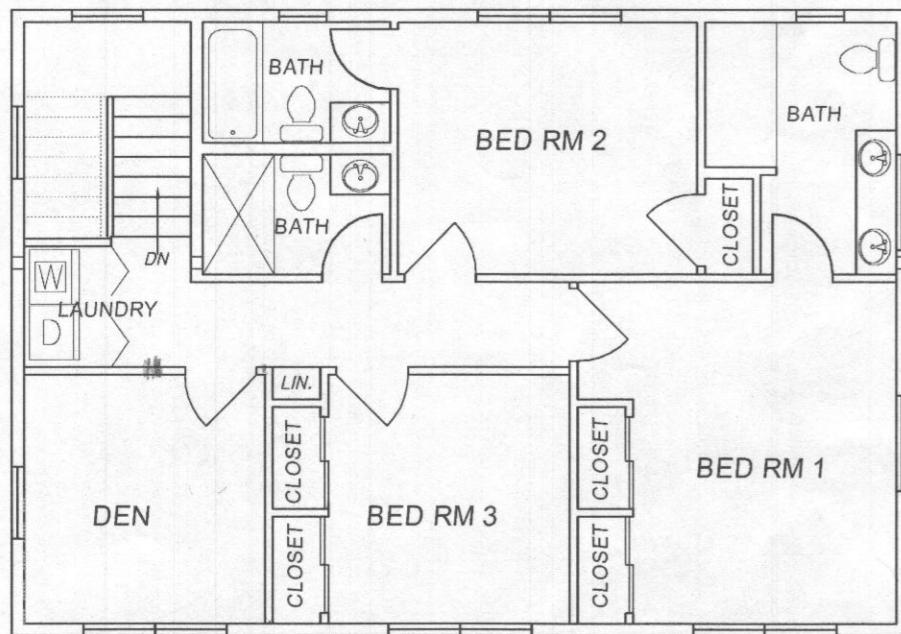 BATH
BATH
BED RM 2
BATH
CLOSET
DN
W
LAUNDRY
D
LIN.
CLOSET
CLOSET
BED RM 1
DEN
BED RM 3
CLOSET
CLOSET